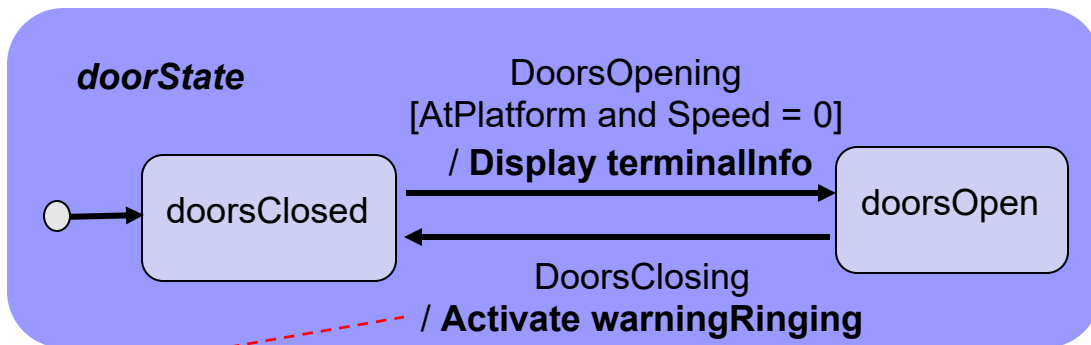 doorState
DoorsOpening
[AtPlatform and Speed = 0]
/ Display terminalInfo
doorsClosed
doorsOpen
DoorsClosing
/ Activate warningRinging